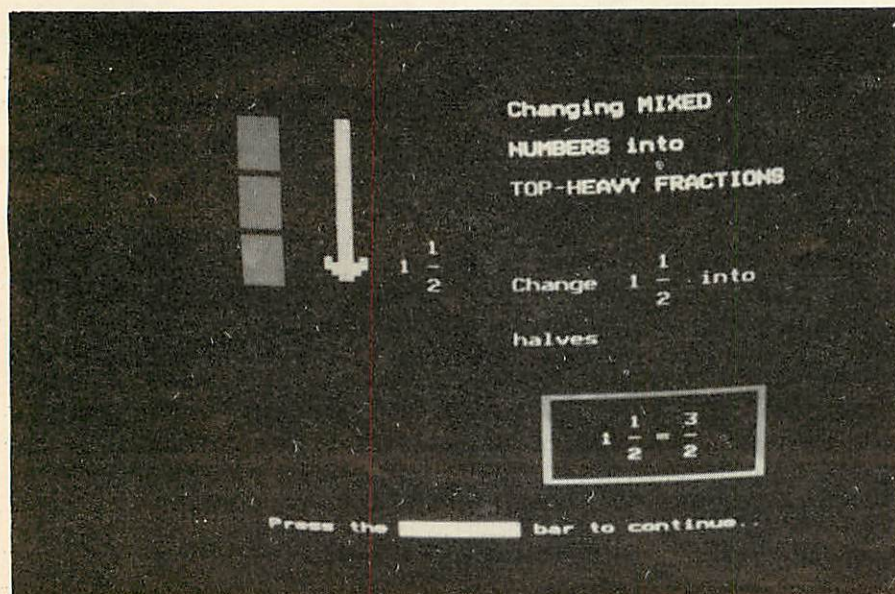 Changing MIXED
NUMBERS into
TOP-HEAVY FRACTIONS
1 1/2
Change 1 1/2 into
halves
1 1/2 = 3/2
Press the bar to continue..